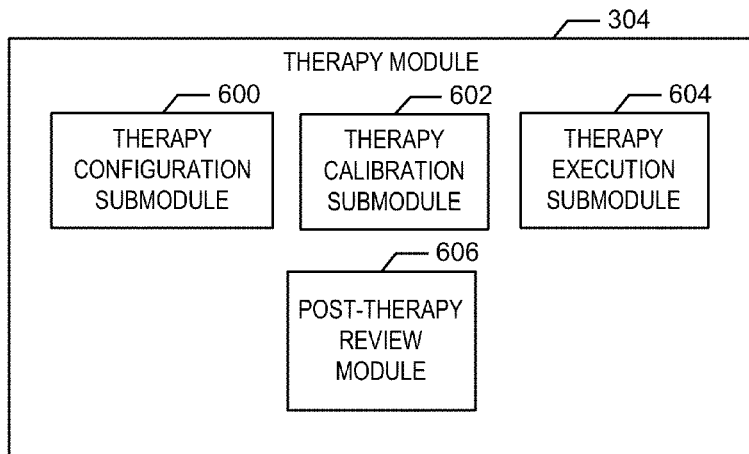 304
THERAPY MODULE
600
THERAPY
CONFIGURATION
SUBMODULE
602
THERAPY
CALIBRATION
SUBMODULE
604
THERAPY
EXECUTION
SUBMODULE
606
POST-THERAPY
REVIEW
MODULE